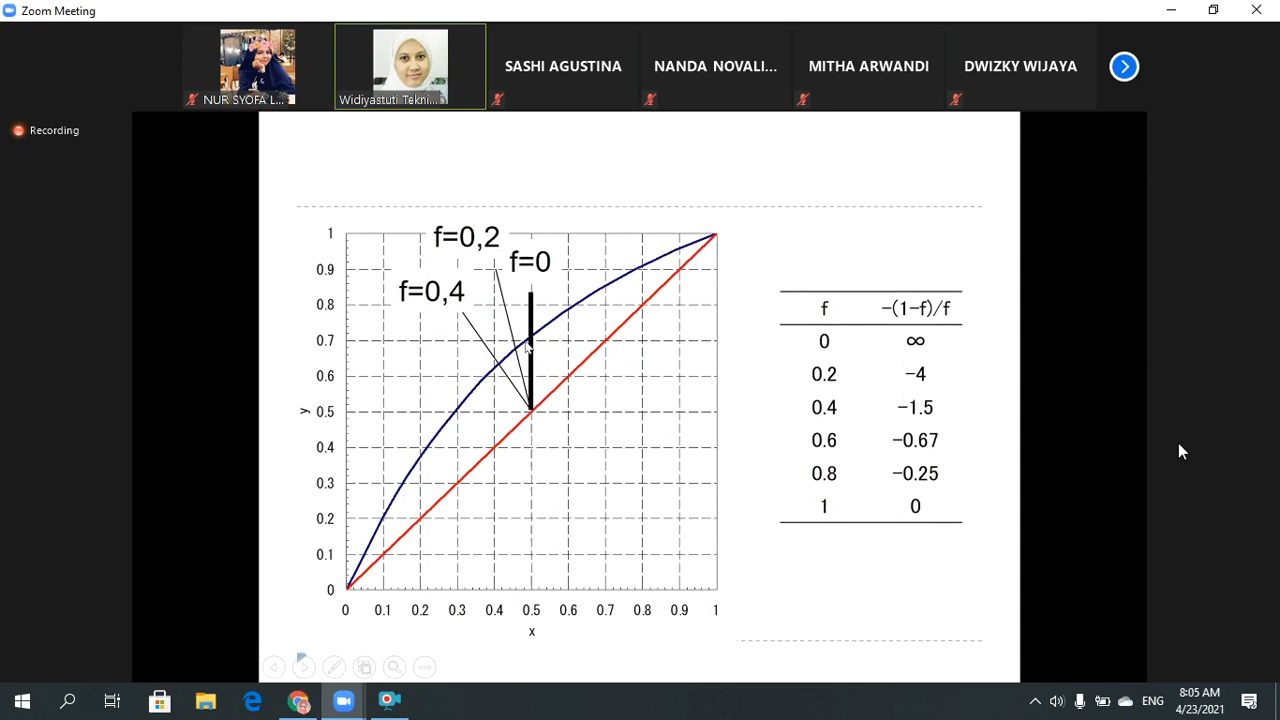 Zoom Meeting
NUR SYOFA L...
Widiyastuti Tekni...
SASHI AGUSTINA
NANDA NOVALI...
MITHA ARWANDI
DWIZKY WIJAYA
Recording
f=0,2
f=0
f=0,4
1
0.9
0.8
0.7
0.6
0.5
0.4
0.3
0.2
0.1
0
y
0 0.1 0.2 0.3 0.4 0.5 0.6 0.7 0.8 0.9 1
x
f −(1−f)/f
0 ∞
0.2 −4
0.4 −1.5
0.6 −0.67
0.8 −0.25
1 0
ENG
8:05 AM
4/23/2021